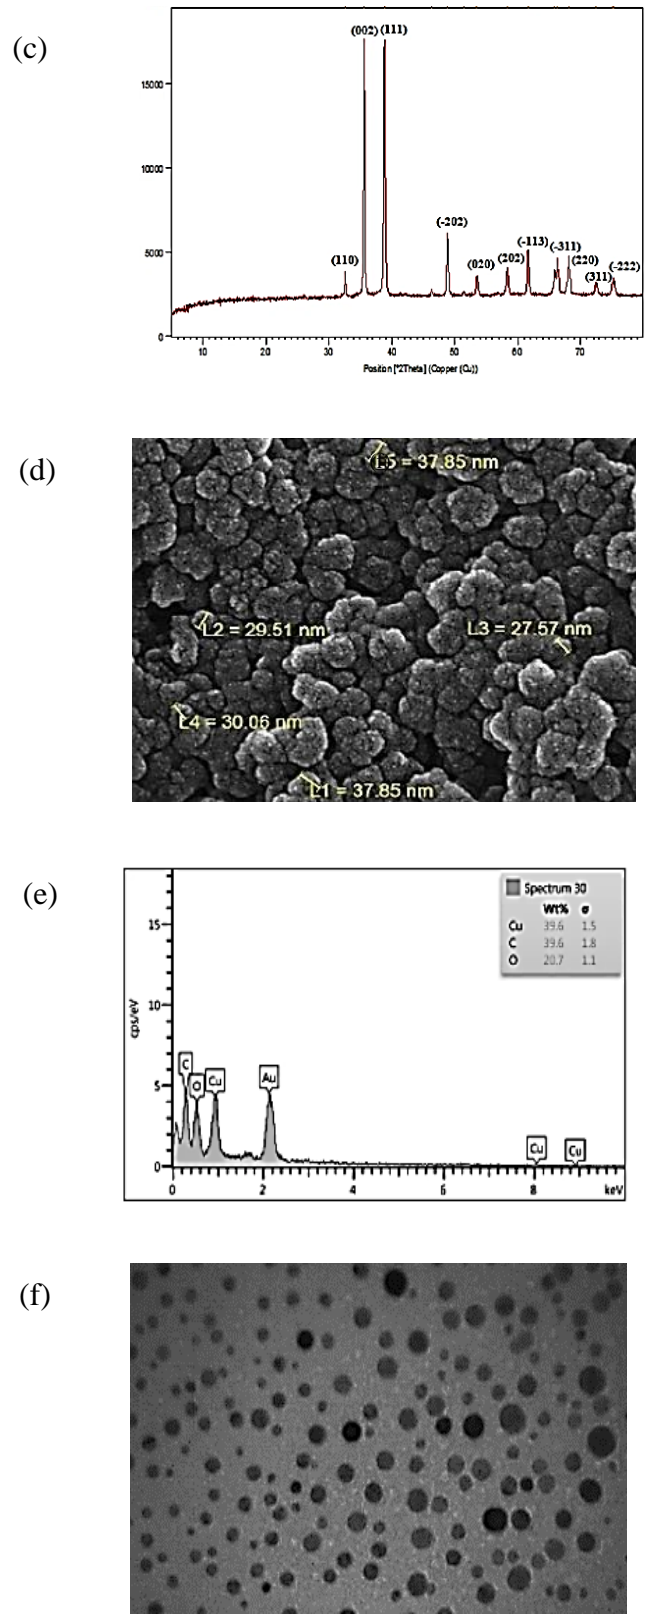 (c)
(002) (111)
15000
10000
(-202)
5000
(-113)
(-311)
(110)
(020)
(202)
(220)
(-222)
(311)
0
10 20 30 40 50 60 70
Position [°2Theta] (Copper (Cu))
(d)
= 37.85 nm
L2 = 29.51 nm
L3 = 27.57 nm
L4 = 30.06 nm
L1 = 37.85 nm
(e)
Spectrum 30
Wt% σ
Cu 39.6 1.5
C 39.6 1.8
O 20.7 1.1
15
10
cps/eV
5
C
O
Cu
Au
Cu
Cu
0
0 2 4 6 8 keV
(f)